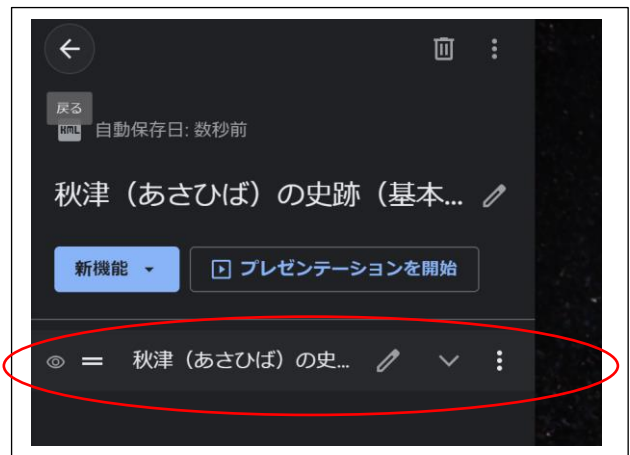 戻る
KML 自動保存日: 数秒前
秋津（あさひば）の史跡（基本...
新機能 プレゼンテーションを開始
秋津（あさひば）の史...